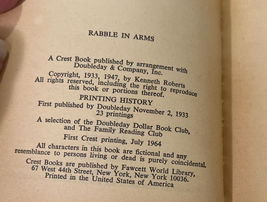 RABBLE IN ARMS
A Crest Book published by arrangement with
Doubleday & Company, Inc.
Copyright, 1933, 1947, by Kenneth Roberts
All rights reserved, including the right to reproduce
this book or portions thereof.
PRINTING HISTORY
First published by Doubleday November 2, 1933
23 printings
A selection of the Doubleday Dollar Book Club,
and The Family Reading Club
First Crest printing, July 1964
All characters in this book are fictional and any
resemblance to persons living or dead is purely coincidental.
Crest Books are published by Fawcett World Library,
67 West 44th Street, New York, New York 10036.
Printed in the United States of America